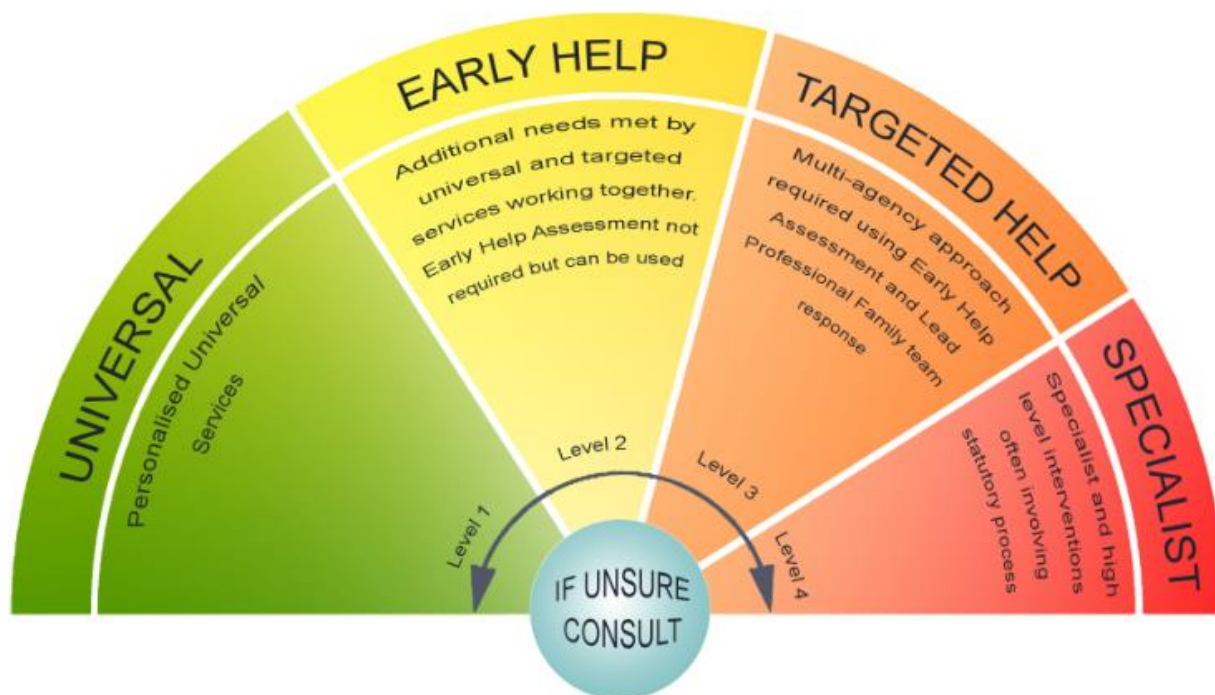 UNIVERSAL
Personalised Universal
Services
Level 1
EARLY HELP
Additional needs met by
universal and targeted
services working together.
Early Help Assessment not
required but can be used
Level 2
TARGETED HELP
Multi-agency approach
required using Early Help
Assessment and Lead
Professional Family team
response
Level 3
SPECIALIST
Specialist and high
level interventions
often involving
statutory process
Level 4
IF UNSURE
CONSULT